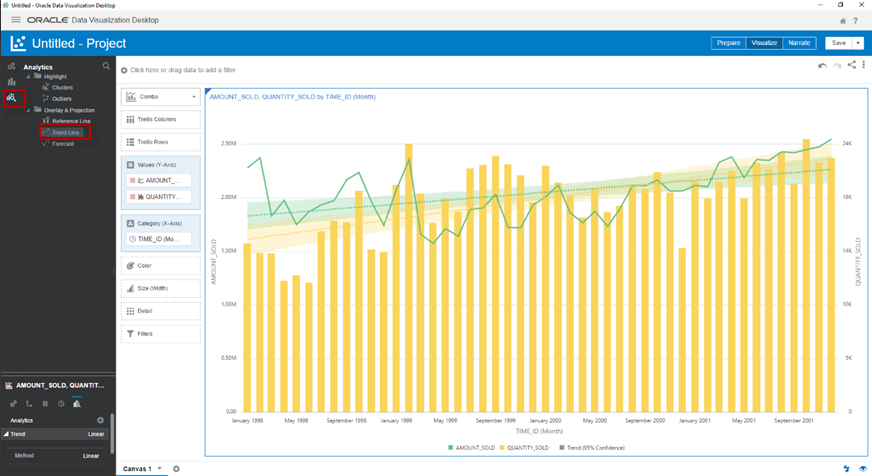 Untitled - Oracle Data Visualization Desktop
ORACLE Data Visualization Desktop
Untitled - Project
Prepare
Visualize
Narrate
Save
Analytics
Highlight
Clusters
Outliers
Overlay & Projection
Reference Line
Trend Line
Forecast
Click here or drag data to add a filter
Combo
Trellis Columns
Trellis Rows
Values (Y-Axis)
AMOUNT_...
QUANTITY...
Category (X-Axis)
TIME_ID (Mo...
Color
Size (Width)
Detail
Filters
AMOUNT_SOLD, QUANTITY_SOLD by TIME_ID (Month)
2.50M
2.00M
1.50M
1.00M
0.50M
0.00
AMOUNT_SOLD
24K
19K
14K
10K
5K
0
QUANTITY_SOLD
January 1998
May 1998
September 1998
January 1999
May 1999
September 1999
January 2000
May 2000
September 2000
January 2001
May 2001
September 2001
TIME_ID (Month)
AMOUNT_SOLD
QUANTITY_SOLD
Trend (95% Confidence)
AMOUNT_SOLD, QUANTIT...
Analytics
Trend
Linear
Method
Linear
Canvas 1